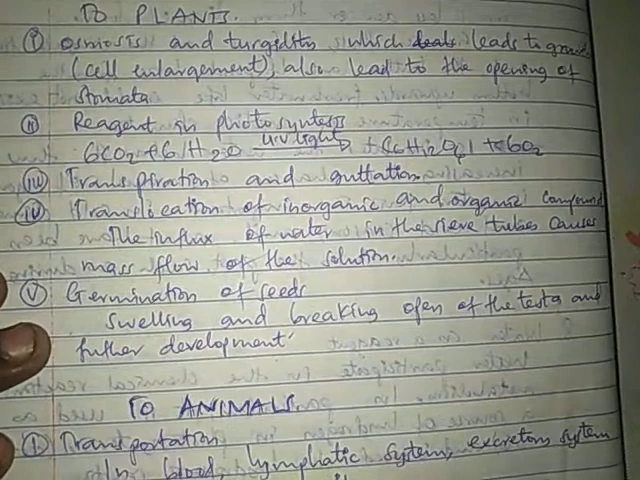 TO PLANTS.
(i) osmosis and turgidity which leads to
(cell enlargement), also lead to the opening of
stomata
(ii) Reagent in photosyntesis
6CO2 + 6H2O uv light → + C6H12O6 + 6O2
(iii) Transpiration and guttation
(iv) Translocation of inorganic and organic compound
The influx of water in the sieve tubes causes
mass flow of the solution.
(v) Germination of seeds
swelling and breaking open of the testa and
futher development
TO ANIMALS.
(i) Transportation
In blood, lymphatic system, excretory system